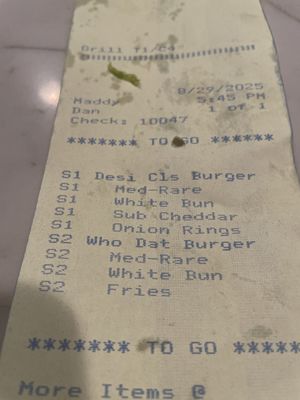 Grill T1/C4
8/29/2025
Maddy 5:45 PM
Dan 1 of 1
Check: 10047
******* TO GO ******
S1 Desi Cls Burger
S1 Med-Rare
S1 White Bun
S1 Sub Cheddar
S1 Onion Rings
S2 Who Dat Burger
S2 Med-Rare
S2 White Bun
S2 Fries
******* TO GO *****
More Items @